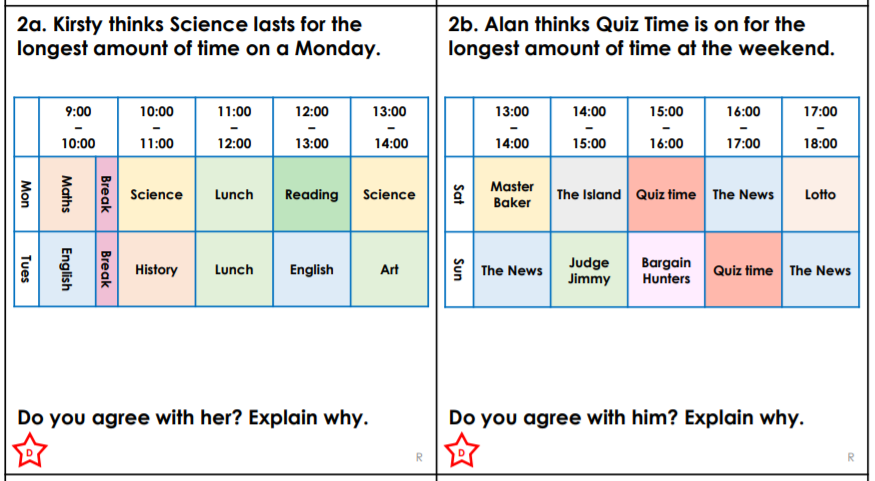 2a. Kirsty thinks Science lasts for the
longest amount of time on a Monday.
9:00 – 10:00 10:00 – 11:00 11:00 – 12:00 12:00 – 13:00 13:00 – 14:00
Mon Maths Break Science Lunch Reading Science
Tues English Break History Lunch English Art
Do you agree with her? Explain why.
D
R
2b. Alan thinks Quiz Time is on for the
longest amount of time at the weekend.
13:00 – 14:00 14:00 – 15:00 15:00 – 16:00 16:00 – 17:00 17:00 – 18:00
Sat Master Baker The Island Quiz time The News Lotto
Sun The News Judge Jimmy Bargain Hunters Quiz time The News
Do you agree with him? Explain why.
D
R